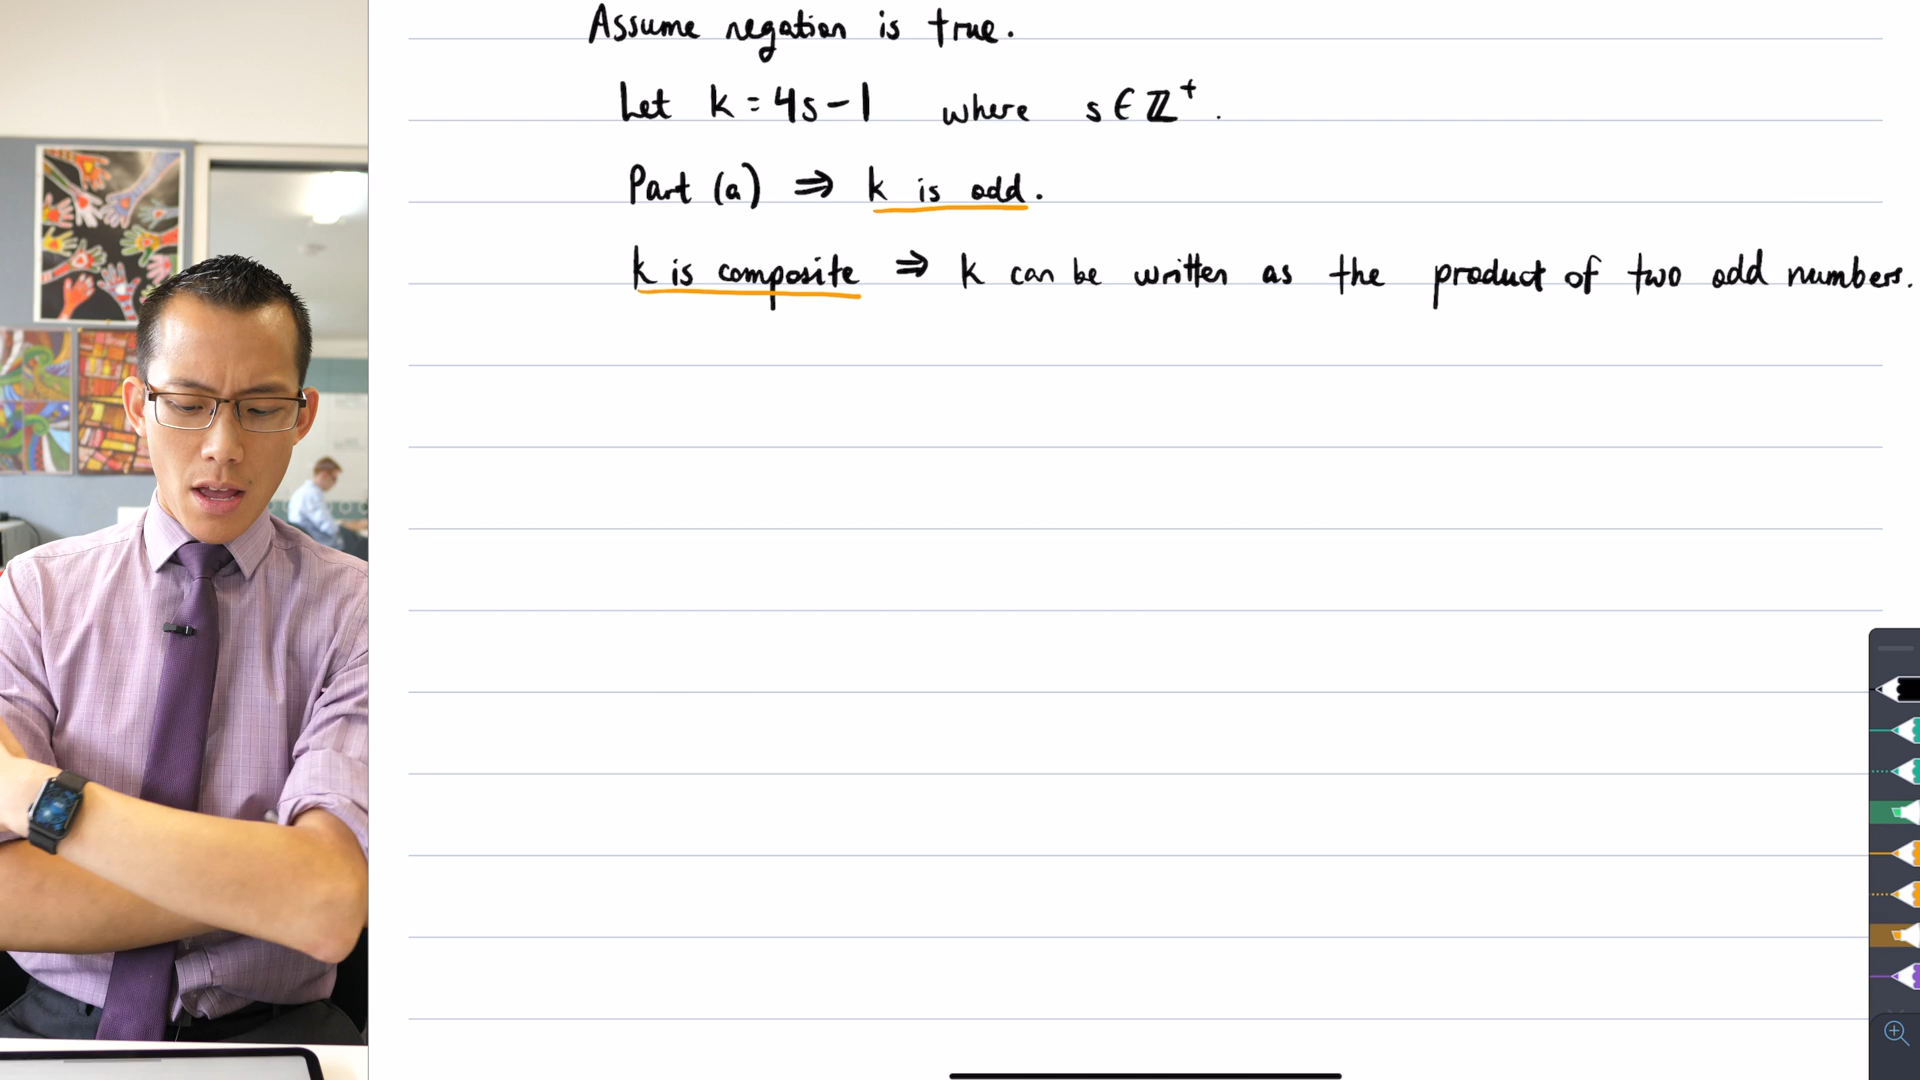 Assume negation is true.
Let k = 4s - 1 where s ∈ ℤ⁺.
Part (a) ⇒ k is odd.
k is composite ⇒ k can be written as the product of two odd numbers.